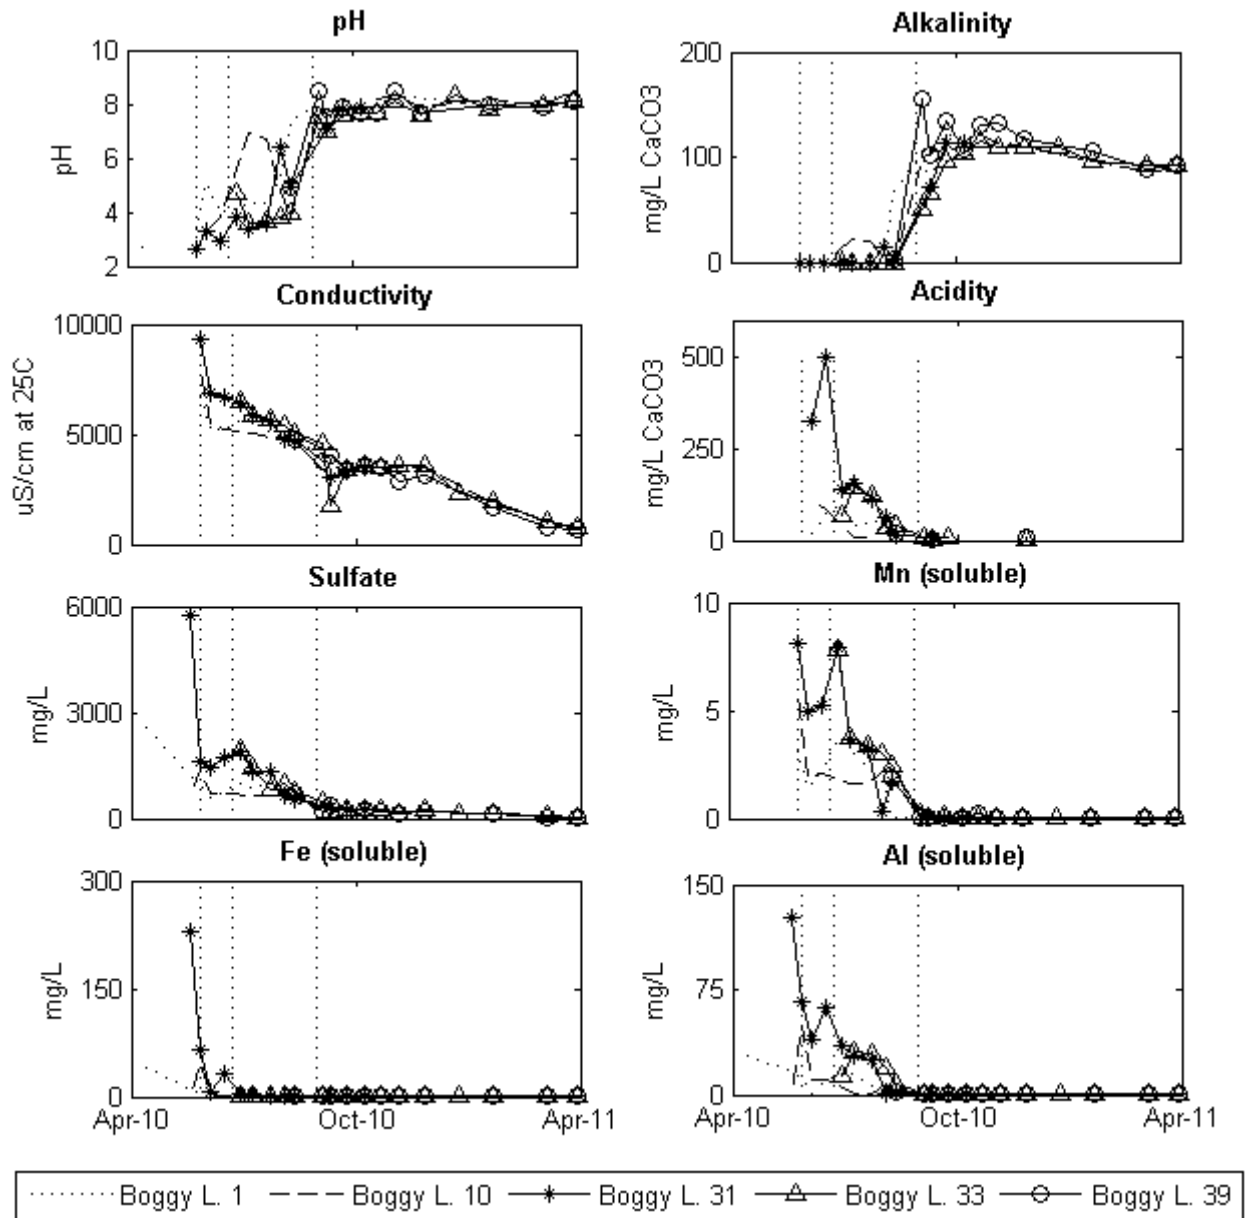 pH
10
8
6
4
2
pH
Alkalinity
200
100
0
mg/L CaCO3
Conductivity
10000
5000
0
uS/cm at 25C
Acidity
500
250
0
mg/L CaCO3
Sulfate
6000
3000
0
mg/L
Mn (soluble)
10
5
0
mg/L
Fe (soluble)
300
150
0
mg/L
Apr-10 Oct-10 Apr-11
Al (soluble)
150
75
0
mg/L
Apr-10 Oct-10 Apr-11
Boggy L. 1 Boggy L. 10 Boggy L. 31 Boggy L. 33 Boggy L. 39